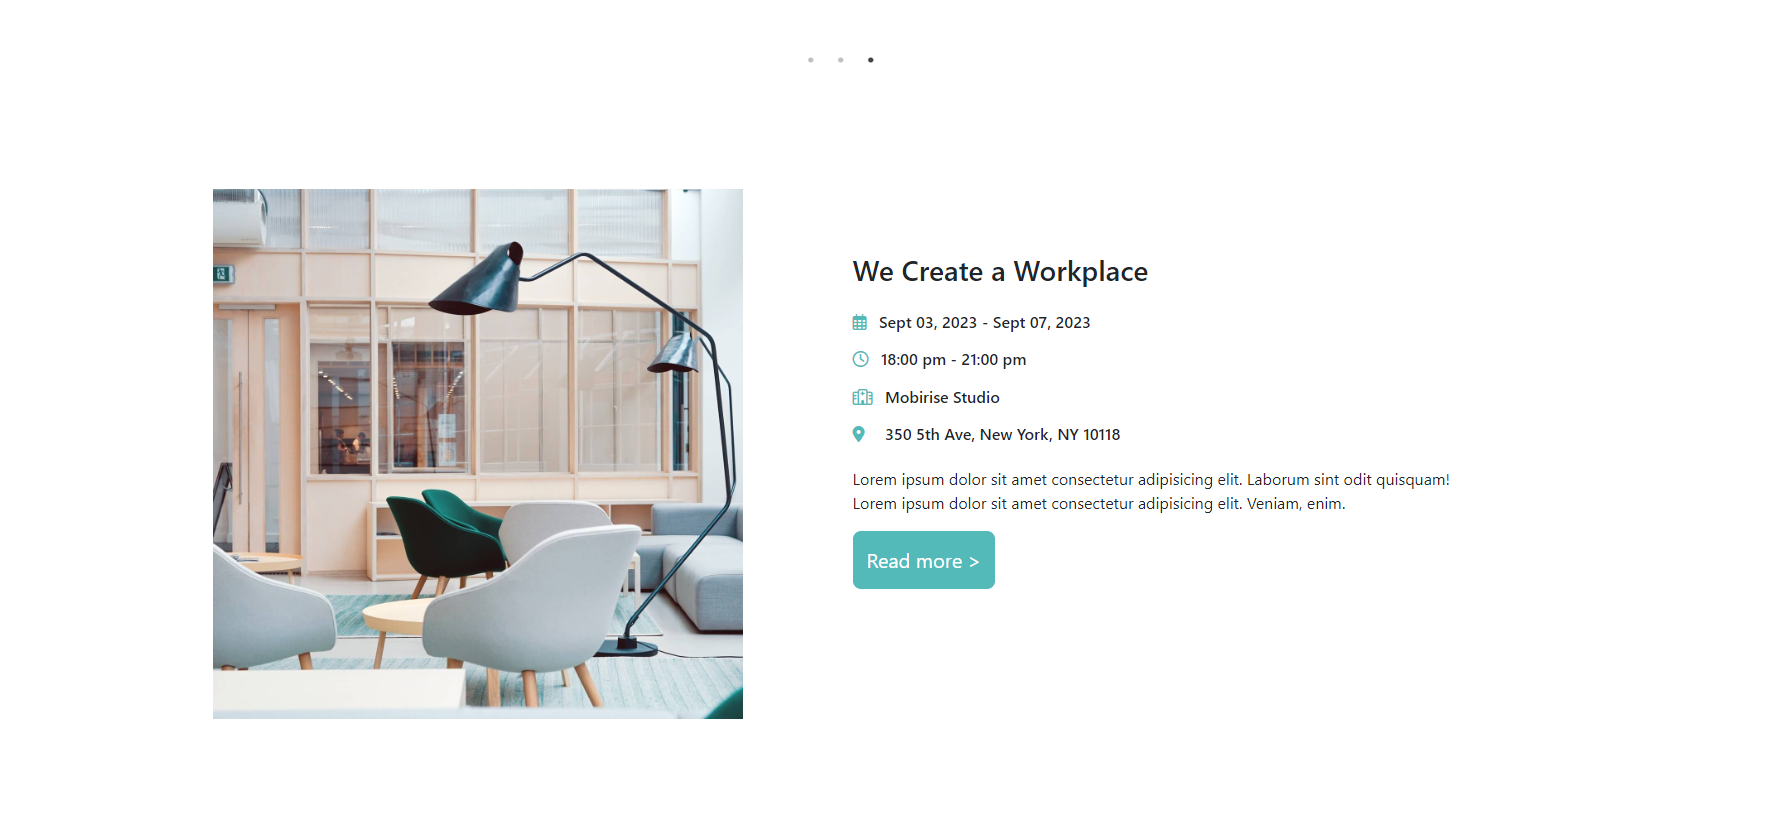 We Create a Workplace
Sept 03, 2023 - Sept 07, 2023
18:00 pm - 21:00 pm
Mobirise Studio
350 5th Ave, New York, NY 10118
Lorem ipsum dolor sit amet consectetur adipisicing elit. Laborum sint odit quisquam!
Lorem ipsum dolor sit amet consectetur adipisicing elit. Veniam, enim.
Read more >